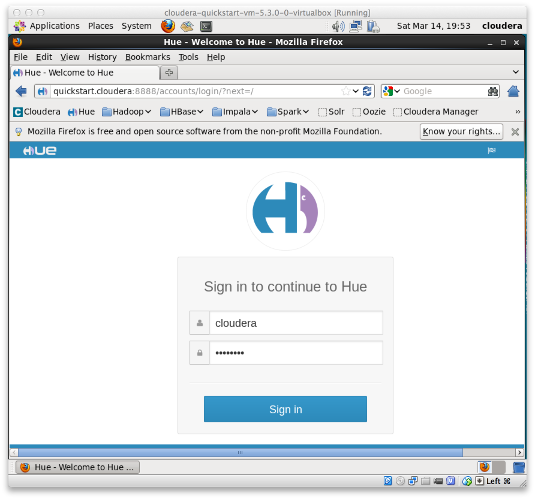 cloudera-quickstart-vm-5.3.0-0-virtualbox [Running]
Applications Places System Sat Mar 14, 19:53 cloudera
Hue - Welcome to Hue - Mozilla Firefox
File Edit View History Bookmarks Tools Help
Hue - Welcome to Hue
quickstart.cloudera:8888/accounts/login/?next=/ Google
Cloudera Hue Hadoop HBase Impala Spark Solr Oozie Cloudera Manager »
Mozilla Firefox is free and open source software from the non-profit Mozilla Foundation. Know your rights...
HUE
Sign in to continue to Hue
cloudera
••••••••
Sign in
Hue - Welcome to Hue ...
Left ⌘